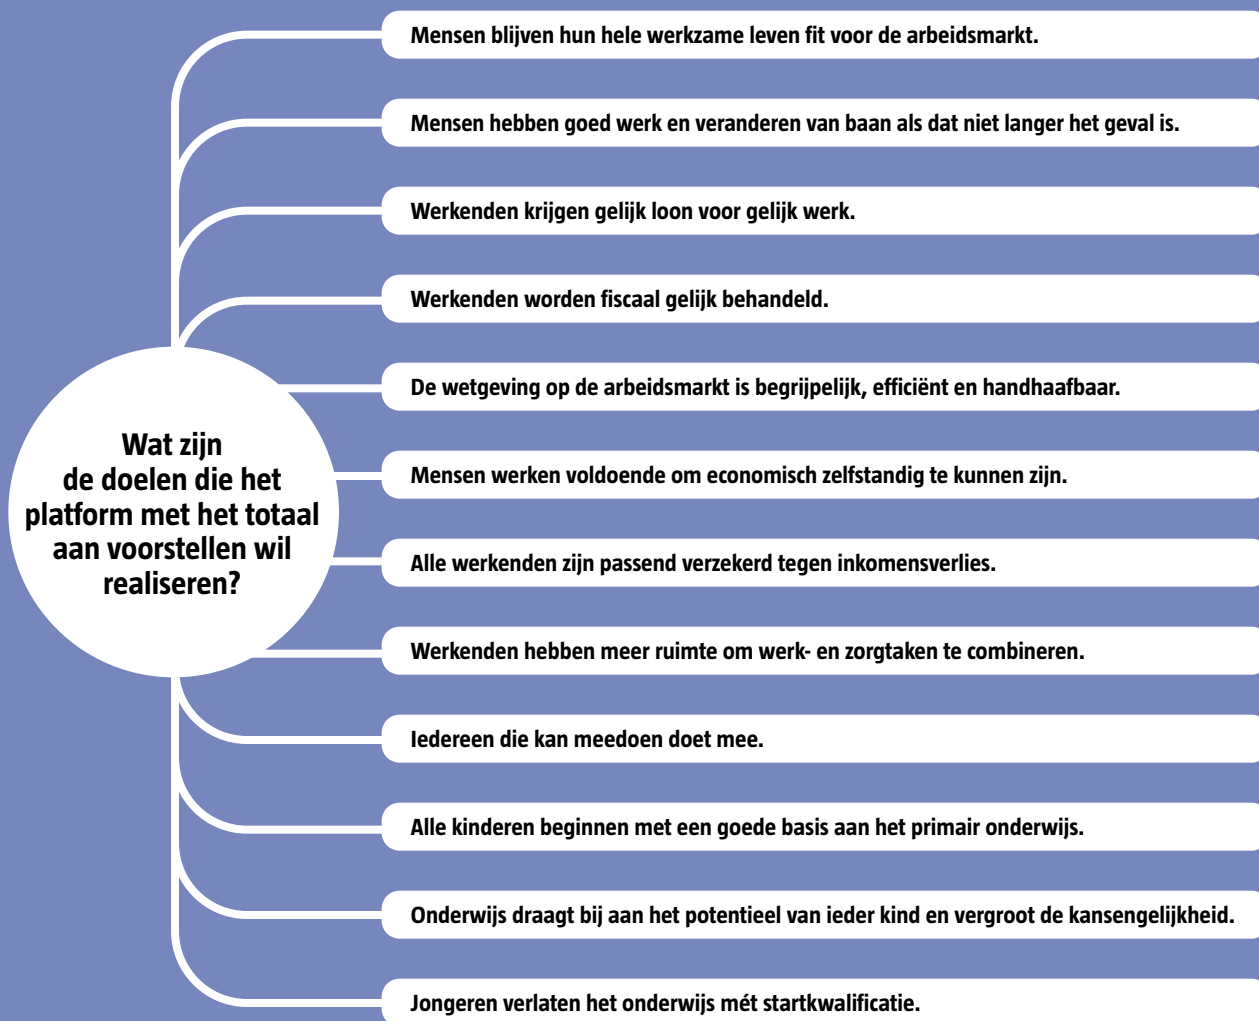 Mensen blijven hun hele werkzame leven fit voor de arbeidsmarkt.
Mensen hebben goed werk en veranderen van baan als dat niet langer het geval is.
Werkenden krijgen gelijk loon voor gelijk werk.
Werkenden worden fiscaal gelijk behandeld.
De wetgeving op de arbeidsmarkt is begrijpelijk, efficiënt en handhaafbaar.
Wat zijn
de doelen die het
platform met het totaal
aan voorstellen wil
realiseren?
Mensen werken voldoende om economisch zelfstandig te kunnen zijn.
Alle werkenden zijn passend verzekerd tegen inkomensverlies.
Werkenden hebben meer ruimte om werk- en zorgtaken te combineren.
Iedereen die kan meedoen doet mee.
Alle kinderen beginnen met een goede basis aan het primair onderwijs.
Onderwijs draagt bij aan het potentieel van ieder kind en vergroot de kansengelijkheid.
Jongeren verlaten het onderwijs mét startkwalificatie.